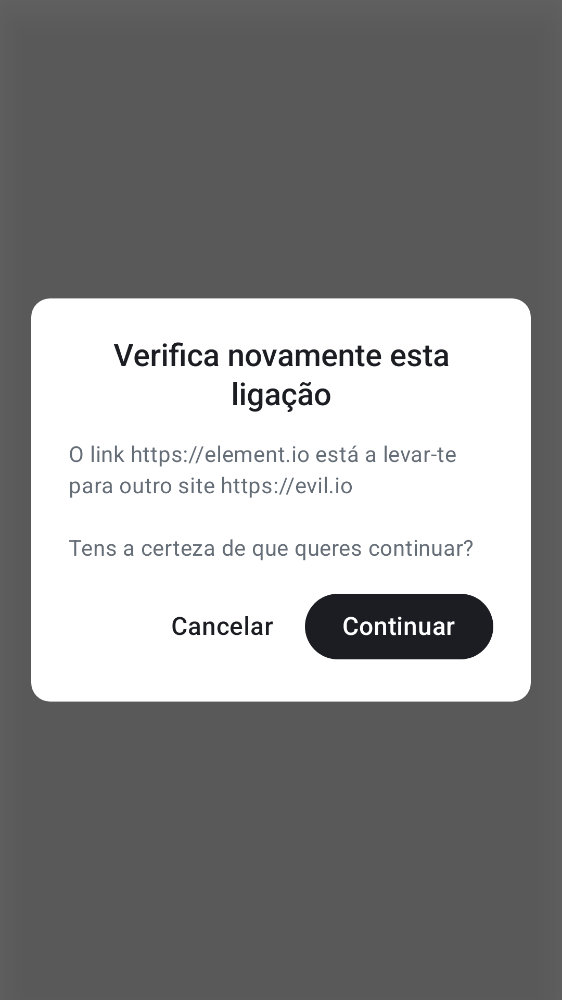 Verifica novamente esta
ligação
O link https://element.io está a levar-te
para outro site https://evil.io
Tens a certeza de que queres continuar?
Cancelar
Continuar